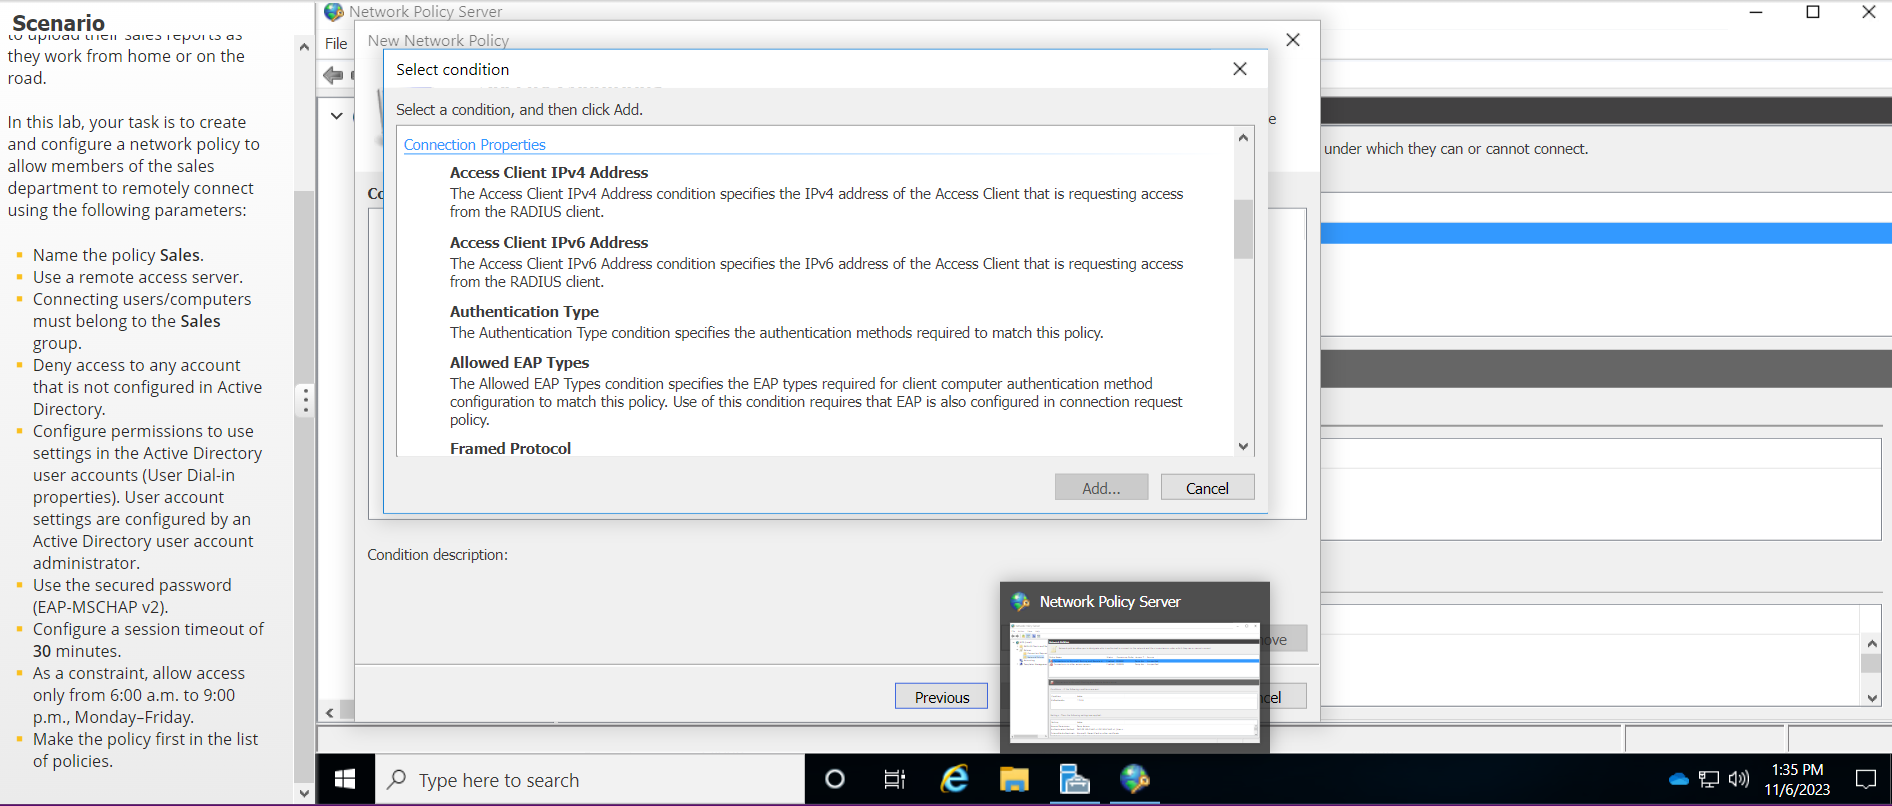 Scenario
to upload their sales reports as
they work from home or on the
road.
In this lab, your task is to create
and configure a network policy to
allow members of the sales
department to remotely connect
using the following parameters:
Name the policy Sales.
Use a remote access server.
Connecting users/computers
must belong to the Sales
group.
Deny access to any account
that is not configured in Active
Directory.
Configure permissions to use
settings in the Active Directory
user accounts (User Dial-in
properties). User account
settings are configured by an
Active Directory user account
administrator.
Use the secured password
(EAP-MSCHAP v2).
Configure a session timeout of
30 minutes.
As a constraint, allow access
only from 6:00 a.m. to 9:00
p.m., Monday–Friday.
Make the policy first in the list
of policies.
Network Policy Server
File
New Network Policy
Select condition
Select a condition, and then click Add.
Connection Properties
Access Client IPv4 Address
The Access Client IPv4 Address condition specifies the IPv4 address of the Access Client that is requesting access
from the RADIUS client.
Access Client IPv6 Address
The Access Client IPv6 Address condition specifies the IPv6 address of the Access Client that is requesting access
from the RADIUS client.
Authentication Type
The Authentication Type condition specifies the authentication methods required to match this policy.
Allowed EAP Types
The Allowed EAP Types condition specifies the EAP types required for client computer authentication method
configuration to match this policy. Use of this condition requires that EAP is also configured in connection request
policy.
Framed Protocol
Add...
Cancel
e
under which they can or cannot connect.
Co
Condition description:
Network Policy Server
ove
Previous
cel
Type here to search
1:35 PM
11/6/2023